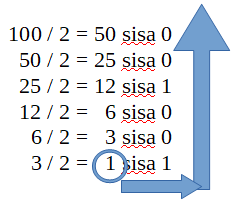 100 / 2 = 50 sisa 0
50 / 2 = 25 sisa 0
25 / 2 = 12 sisa 1
12 / 2 = 6 sisa 0
6 / 2 = 3 sisa 0
3 / 2 = 1 sisa 1